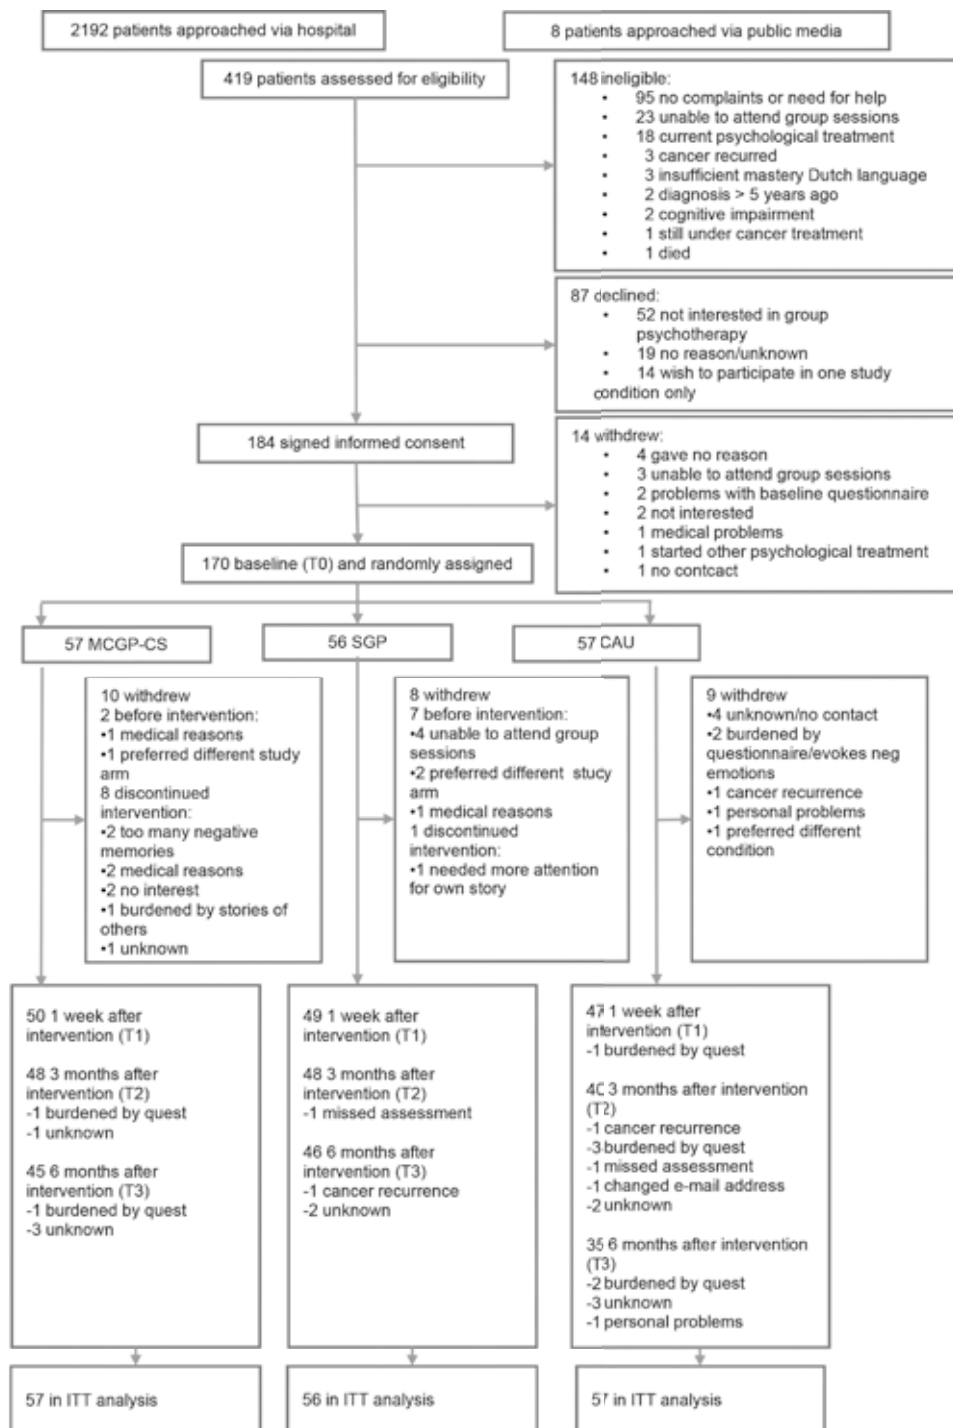 2192 patients approached via hospital
8 patients approached via public media
419 patients assessed for eligibility
148 ineligible:
• 95 no complaints or need for help
• 23 unable to attend group sessions
• 18 current psychological treatment
• 3 cancer recurred
• 3 insufficient mastery Dutch language
• 2 diagnosis > 5 years ago
• 2 cognitive impairment
• 1 still under cancer treatment
• 1 died
87 declined:
• 52 not interested in group
psychotherapy
• 19 no reason/unknown
• 14 wish to participate in one study
condition only
184 signed informed consent
14 withdrew:
• 4 gave no reason
• 3 unable to attend group sessions
• 2 problems with baseline questionnaire
• 2 not interested
• 1 medical problems
• 1 started other psychological treatment
• 1 no contcact
170 baseline (T0) and randomly assigned
57 MCGP-CS
56 SGP
57 CAU
10 withdrew
2 before intervention:
•1 medical reasons
•1 preferred different study
arm
8 discontinued
intervention:
•2 too many negative
memories
•2 medical reasons
•2 no interest
•1 burdened by stories of
others
•1 unknown
8 withdrew
7 before intervention:
•4 unable to attend group
sessions
•2 preferred different study
arm
•1 medical reasons
1 discontinued
intervention:
•1 needed more attention
for own story
9 withdrew
•4 unknown/no contact
•2 burdened by
questionnaire/evokes neg
emotions
•1 cancer recurrence
•1 personal problems
•1 preferred different
condition
50 1 week after
intervention (T1)
48 3 months after
intervention (T2)
-1 burdened by quest
-1 unknown
45 6 months after
intervention (T3)
-1 burdened by quest
-3 unknown
49 1 week after
intervention (T1)
48 3 months after
intervention (T2)
-1 missed assessment
46 6 months after
intervention (T3)
-1 cancer recurrence
-2 unknown
47 1 week after
intervention (T1)
-1 burdened by quest
40 3 months after intervention
(T2)
-1 cancer recurrence
-3 burdened by quest
-1 missed assessment
-1 changed e-mail address
-2 unknown
35 6 months after intervention
(T3)
-2 burdened by quest
-3 unknown
-1 personal problems
57 in ITT analysis
56 in ITT analysis
57 in ITT analysis